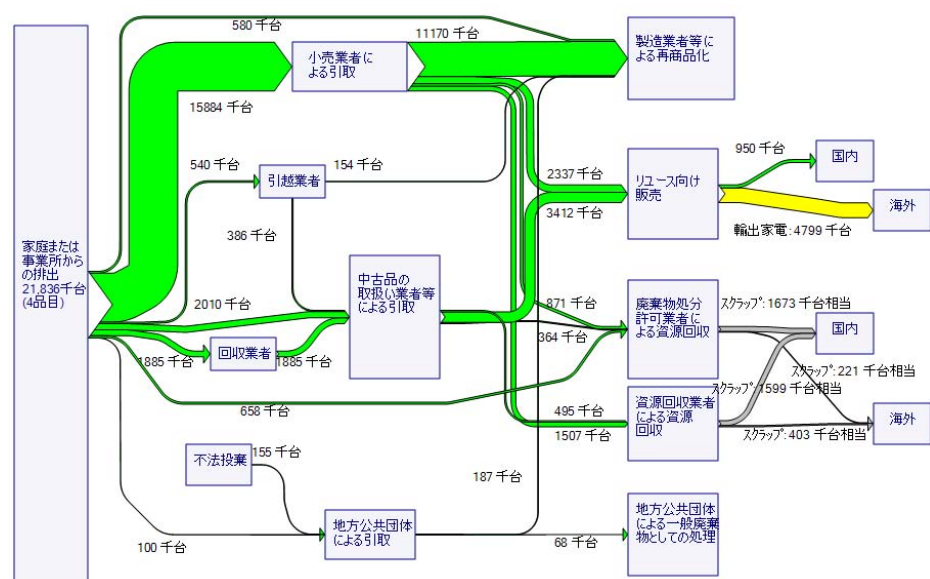 580 千台
11170 千台
小売業者に
よる引取
製造業者等に
よる再商品化
15884 千台
950 千台
国内
540 千台
154 千台
引越業者
2337 千台
リユース向け
販売
3412 千台
海外
輸出家電:4799 千台
386 千台
家庭または
事業所から
の排出
21,836千台
(4品目)
中古品の
取扱い業者等
による引取
2010 千台
871 千台
廃棄物処分
許可業者に
よる資源回収
スクラップ:1673 千台相当
国内
364 千台
回収業者
1885 千台
1885 千台
スクラップ:221 千台相当
スクラップ:1599 千台相当
658 千台
495 千台
資源回収業者
による資源
回収
海外
1507 千台
スクラップ:403 千台相当
不法投棄
155 千台
187 千台
地方公共団体
による引取
地方公共団体
による一般廃棄
物としての処理
100 千台
68 千台